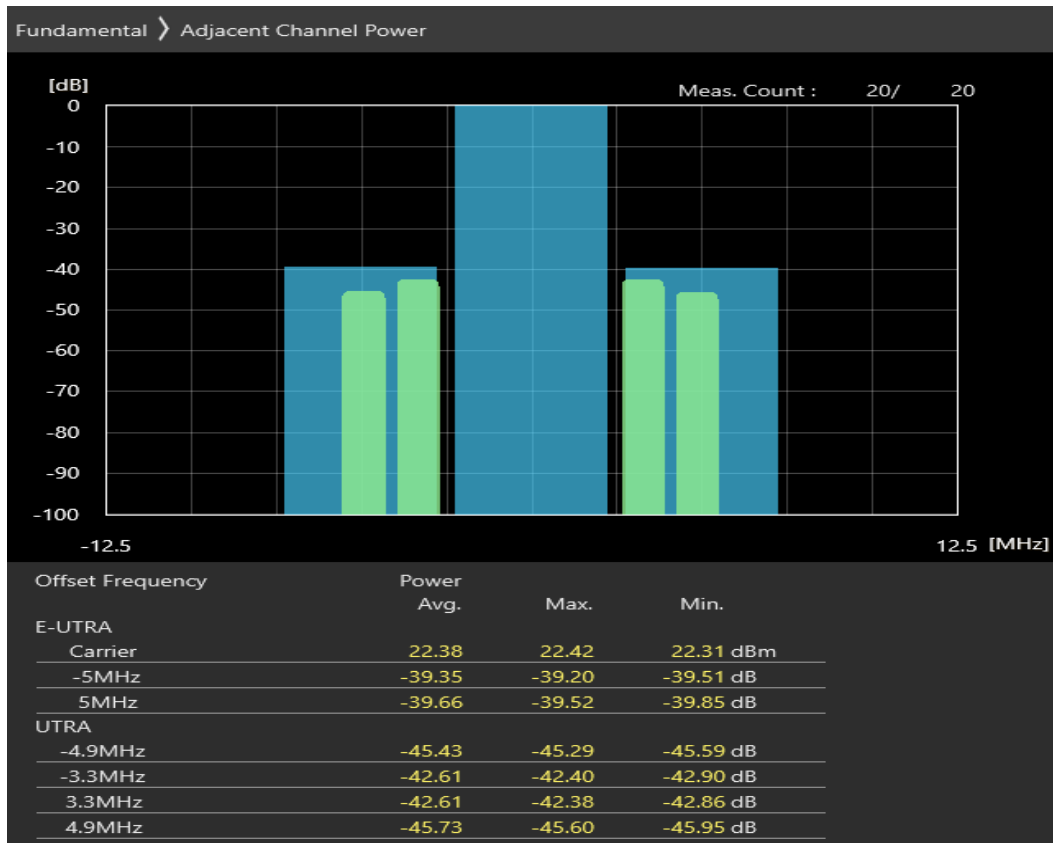 Fundamental 〉 Adjacent Channel Power
[dB]
Meas. Count : 20/ 20
0
-10
-20
-30
-40
-50
-60
-70
-80
-90
-100
-12.5 12.5 [MHz]
Offset Frequency Power
Avg. Max. Min.
E-UTRA
Carrier 22.38 22.42 22.31 dBm
-5MHz -39.35 -39.20 -39.51 dB
5MHz -39.66 -39.52 -39.85 dB
UTRA
-4.9MHz -45.43 -45.29 -45.59 dB
-3.3MHz -42.61 -42.40 -42.90 dB
3.3MHz -42.61 -42.38 -42.86 dB
4.9MHz -45.73 -45.60 -45.95 dB